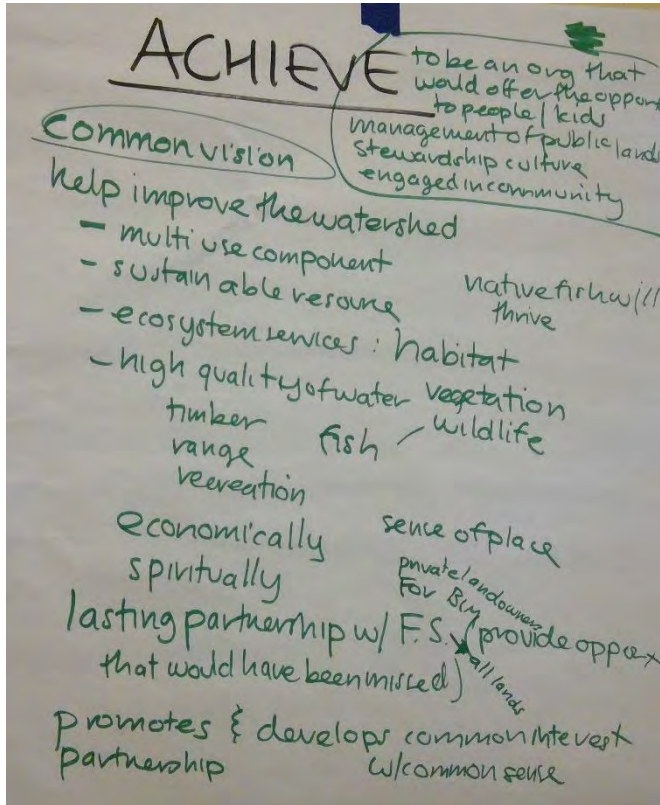 ACHIEVE
to be an org that
would offer the opport
to people / kids
management of public lands
stewardship culture
engaged in community
common vision
help improve the watershed
- multi use component
- sustainable resource
native fish will
thrive
- ecosystem services : habitat
- high quality of water vegetation
timber fish / wildlife
range
recreation
economically sence of place
spiritually
private landowners
For BLM
lasting partnership w/ F.S. (provide oppor
all lands
that would have been missed)
promotes & develops common interest
partnership w/common sense